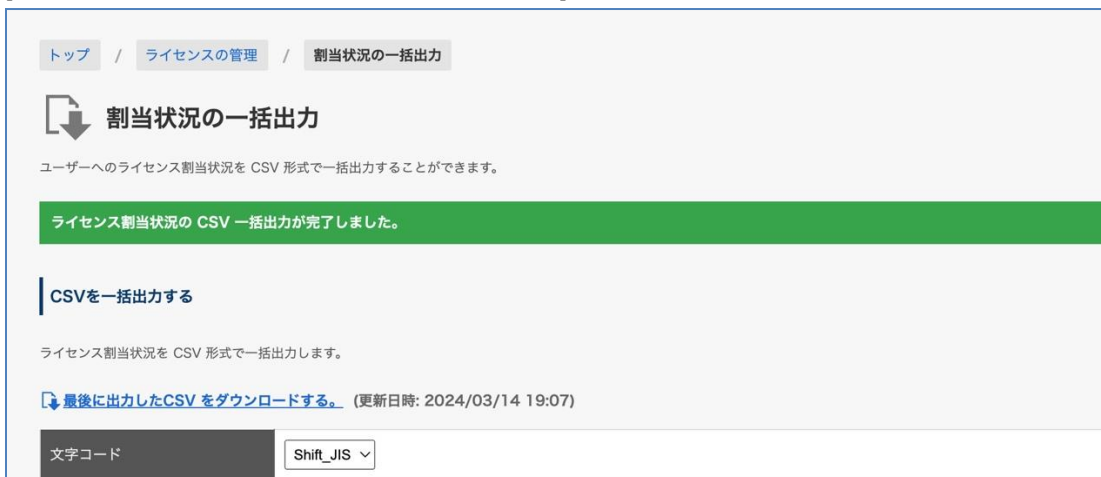 トップ / ライセンスの管理 / 割当状況の一括出力
割当状況の一括出力
ユーザーへのライセンス割当状況を CSV 形式で一括出力することができます。
ライセンス割当状況の CSV 一括出力が完了しました。
CSVを一括出力する
ライセンス割当状況を CSV 形式で一括出力します。
最後に出力したCSV をダウンロードする。 (更新日時: 2024/03/14 19:07)
文字コード Shift_JIS